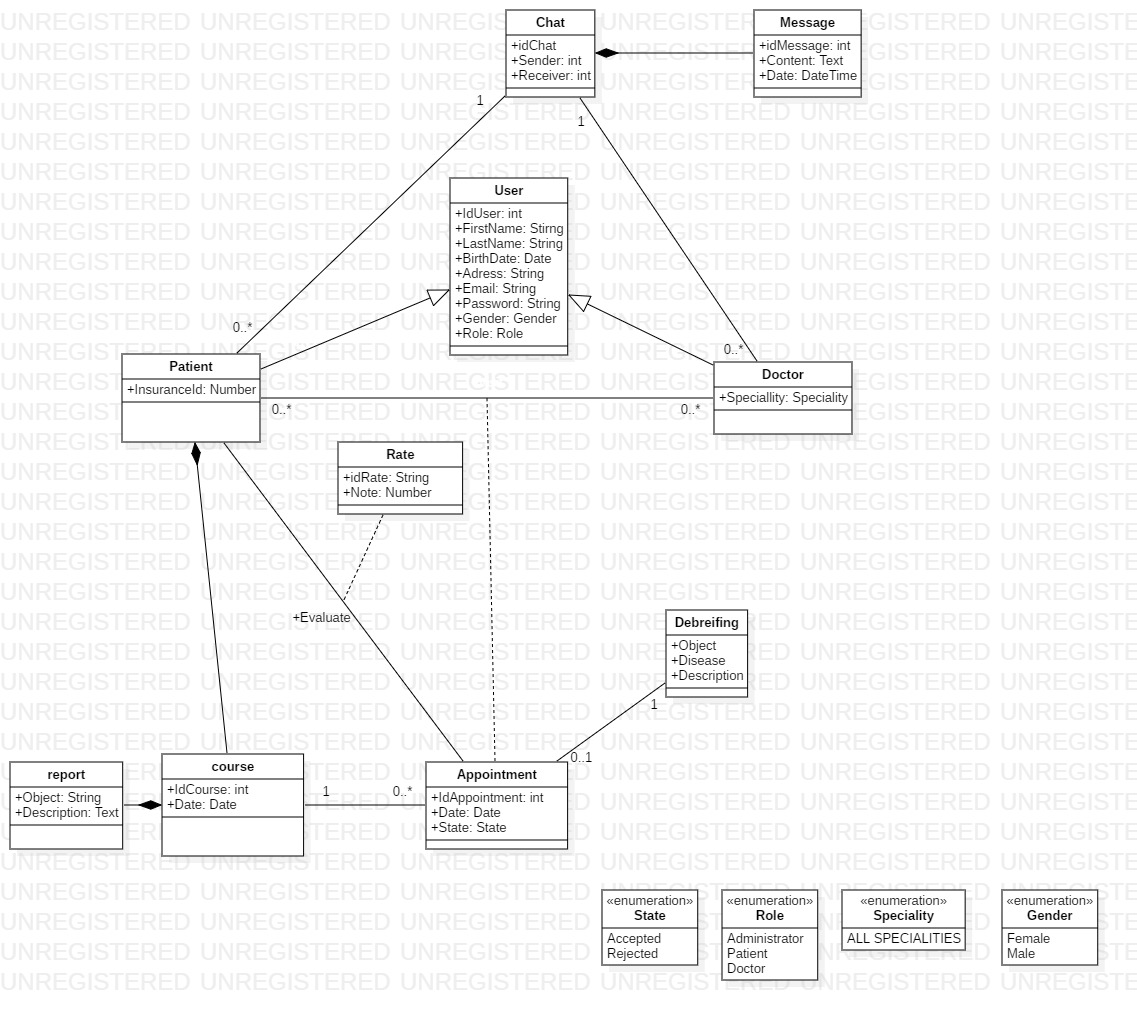 Chat
+idChat
+Sender: int
+Receiver: int
Message
+idMessage: int
+Content: Text
+Date: DateTime
1
1
User
+IdUser: int
+FirstName: Stirng
+LastName: String
+BirthDate: Date
+Adress: String
+Email: String
+Password: String
+Gender: Gender
+Role: Role
0..*
0..*
Patient
+InsuranceId: Number
Doctor
+Speciallity: Speciality
0..*
0..*
Rate
+idRate: String
+Note: Number
+Evaluate
Debreifing
+Object
+Disease
+Description
1
0..1
report
+Object: String
+Description: Text
course
+IdCourse: int
+Date: Date
1
0..*
Appointment
+IdAppointment: int
+Date: Date
+State: State
«enumeration»
State
Accepted
Rejected
«enumeration»
Role
Administrator
Patient
Doctor
«enumeration»
Speciality
ALL SPECIALITIES
«enumeration»
Gender
Female
Male
UNREGISTERED